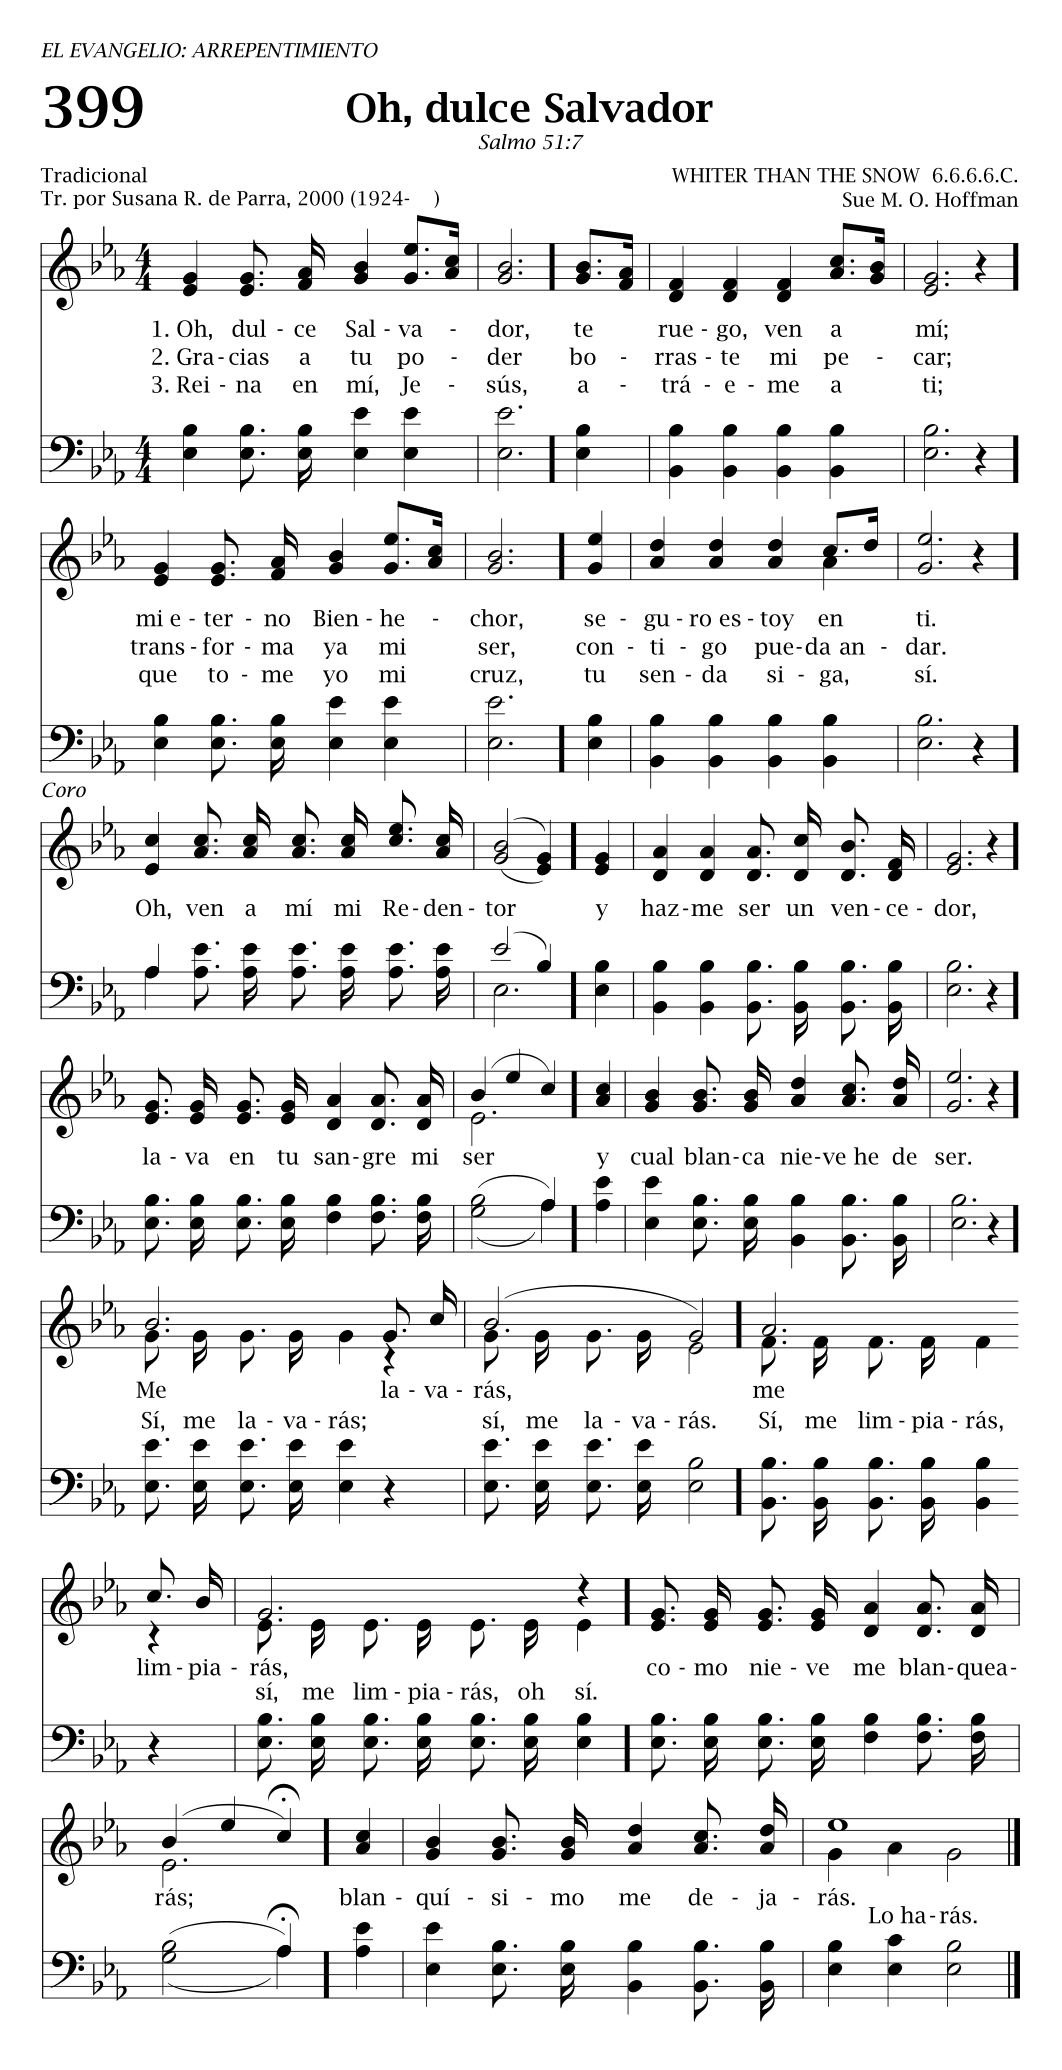 EL EVANGELIO: ARREPENTIMIENTO
399 Oh, dulce Salvador
Salmo 51:7
Tradicional WHITER THAN THE SNOW 6.6.6.6.C.
Tr. por Susana R. de Parra, 2000 (1924- ) Sue M. O. Hoffman
4 4
1. Oh, dul - ce Sal - va - dor, te rue - go, ven a mí;
2. Gra - cias a tu po - der bo - rras - te mi pe - car;
3. Rei - na en mí, Je - sús, a - trá - e - me a ti;
4 4
mi e - ter - no Bien - he - chor, se - gu - ro es - toy en ti.
trans - for - ma ya mi ser, con - ti - go pue - da an - dar.
que to - me yo mi cruz, tu sen - da si - ga, sí.
Coro
Oh, ven a mí mi Re - den - tor y haz - me ser un ven - ce - dor,
la - va en tu san - gre mi ser y cual blan - ca nie - ve he de ser.
Me la - va - rás, me
Sí, me la - va - rás; sí, me la - va - rás. Sí, me lim - pia - rás,
lim - pia - rás, co - mo nie - ve me blan - quea -
sí, me lim - pia - rás, oh sí.
rás; blan - quí - si - mo me de - ja - rás.
Lo ha - rás.